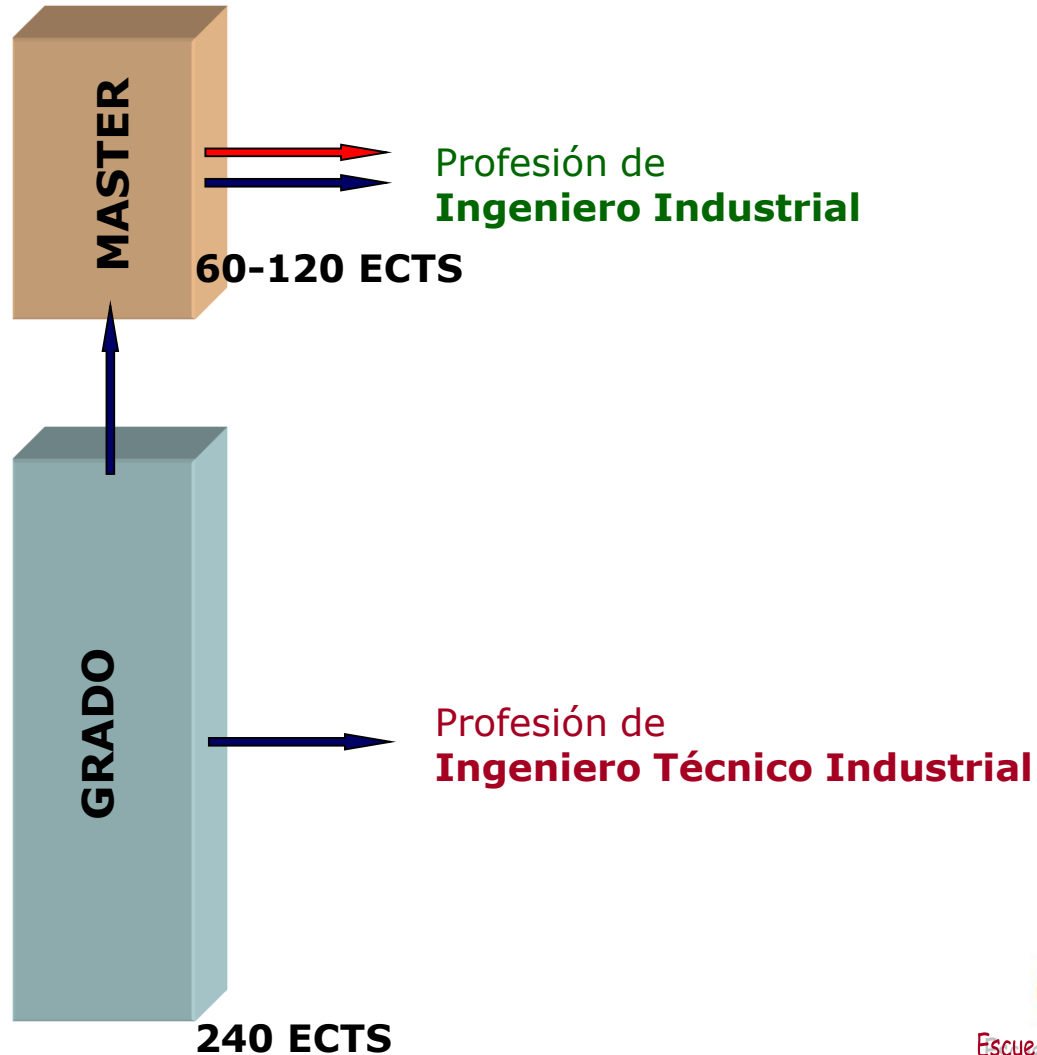 MASTER
Profesión de
Ingeniero Industrial
60-120 ECTS
GRADO
Profesión de
Ingeniero Técnico Industrial
240 ECTS